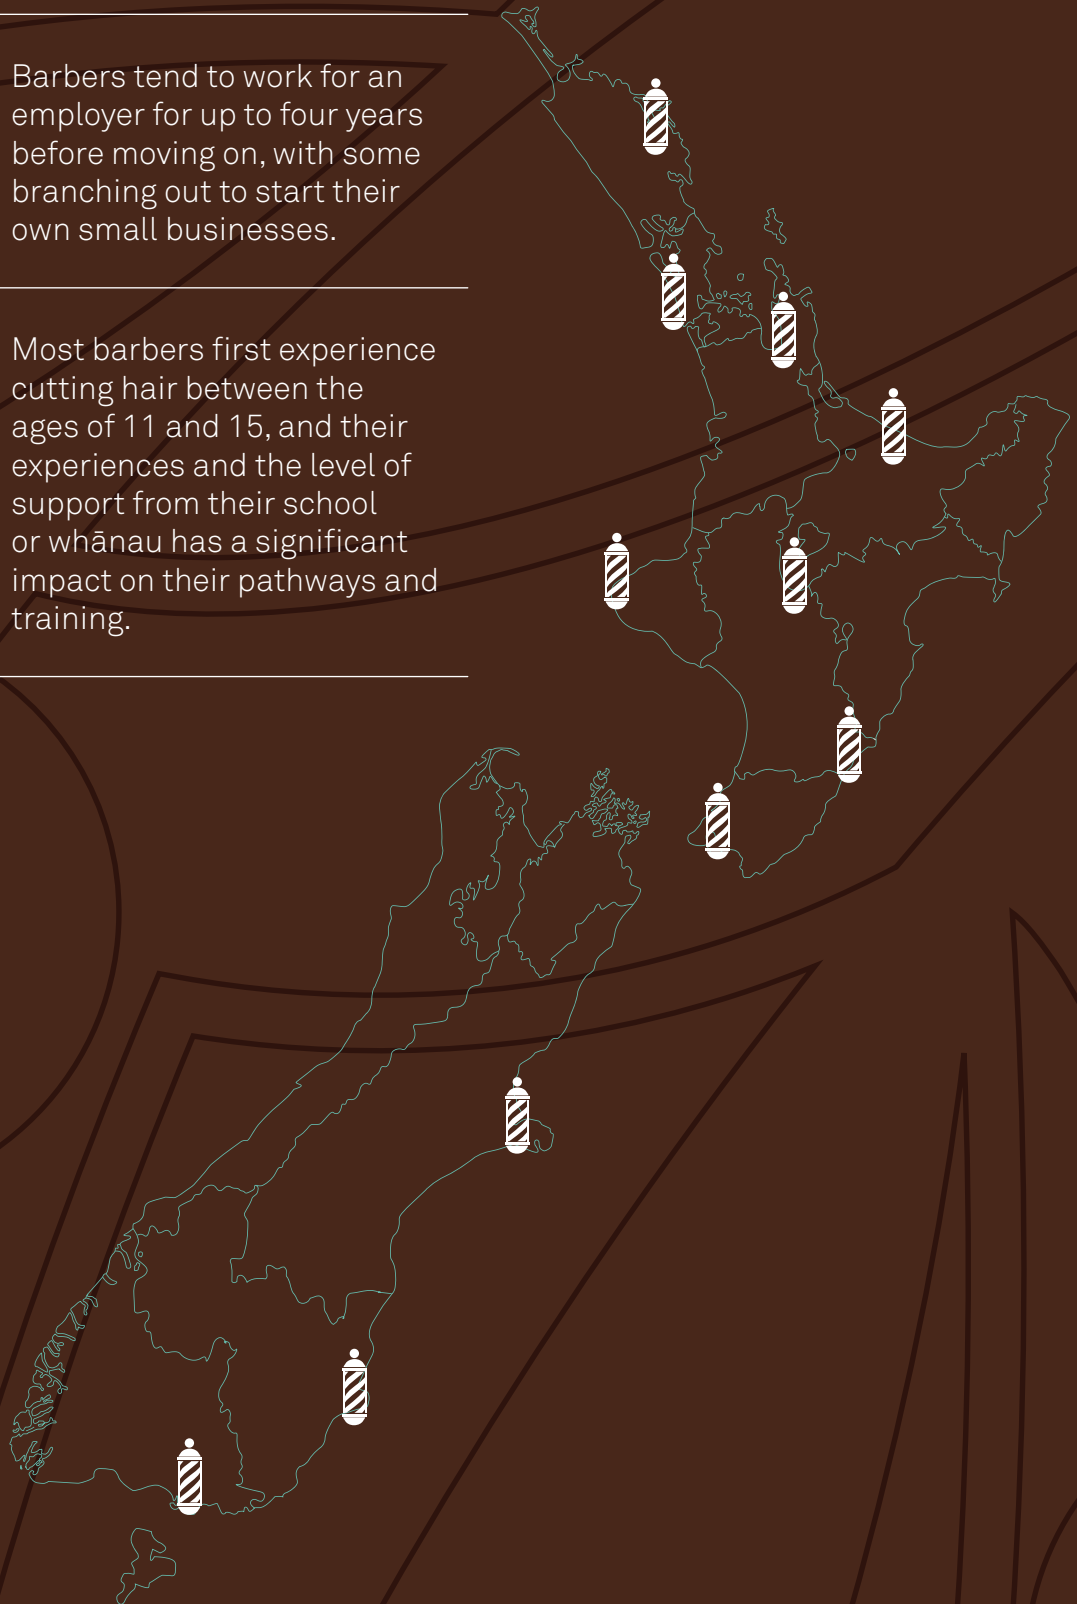 Barbers tend to work for an
employer for up to four years
before moving on, with some
branching out to start their
own small businesses.
Most barbers first experience
cutting hair between the
ages of 11 and 15, and their
experiences and the level of
support from their school
or whānau has a significant
impact on their pathways and
training.